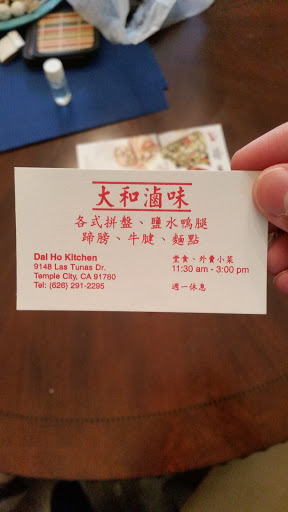 大和滷味
各式拼盤、鹽水鴨腿
蹄膀、牛腱、麵點
Dai Ho Kitchen
9148 Las Tunas Dr.
Temple City, CA 91780
Tel: (626) 291-2295
堂食、外賣小菜
11:30 am - 3:00 pm
週一休息